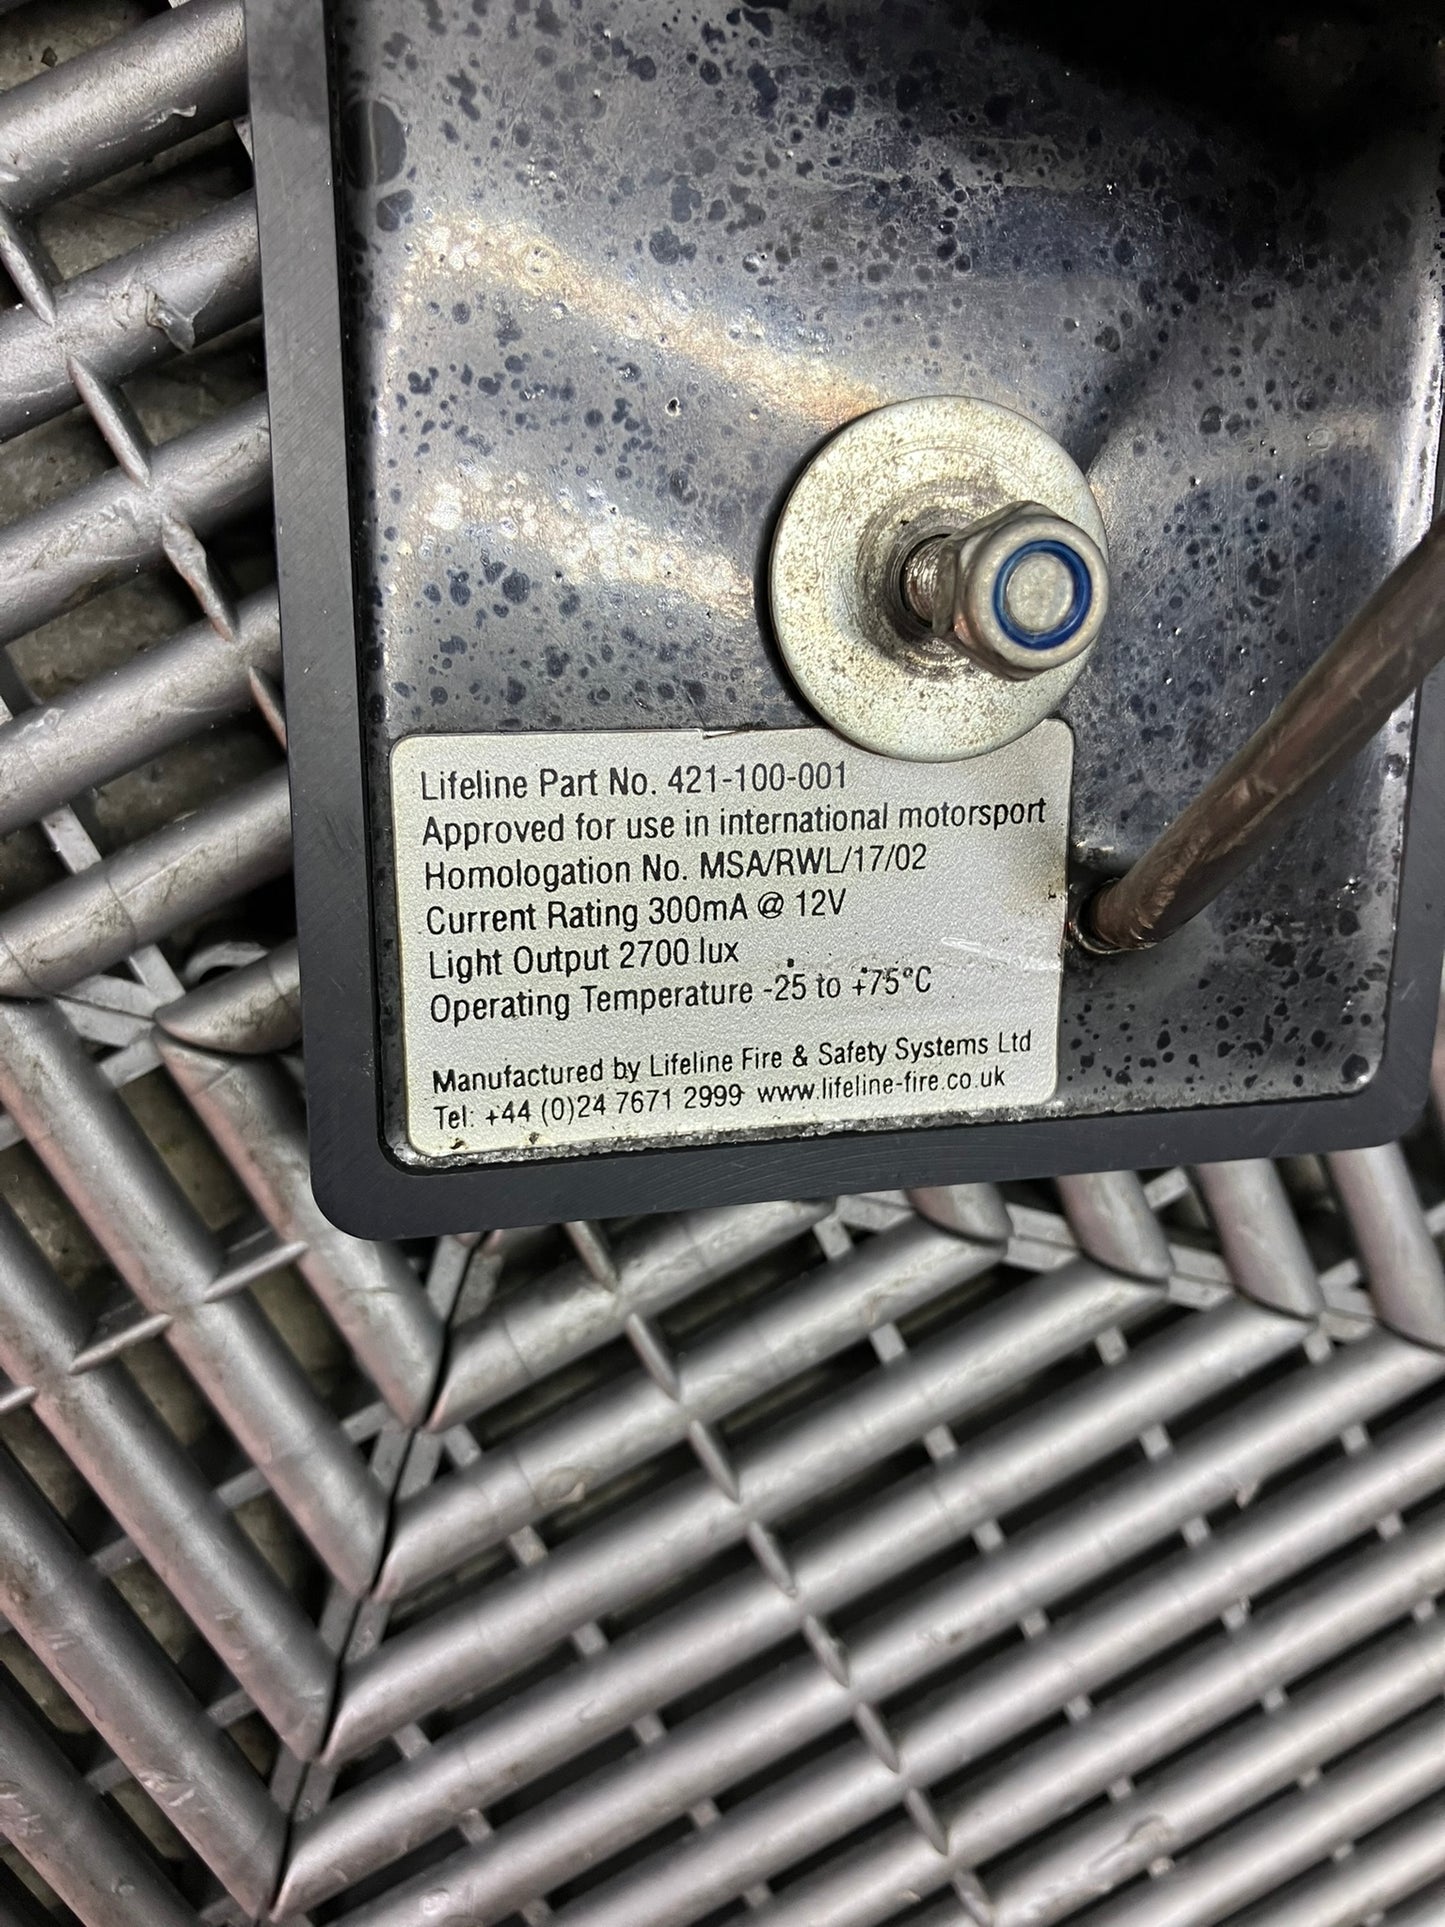 Lifeline Part No. 421-100-001
Approved for use in international motorsport
Homologation No. MSA/RWL/17/02
Current Rating 300mA @ 12V
Light Output 2700 lux
Operating Temperature -25 to +75°C
Manufactured by Lifeline Fire & Safety Systems Ltd
Tel: +44 (0)24 7671 2999 www.lifeline-fire.co.uk